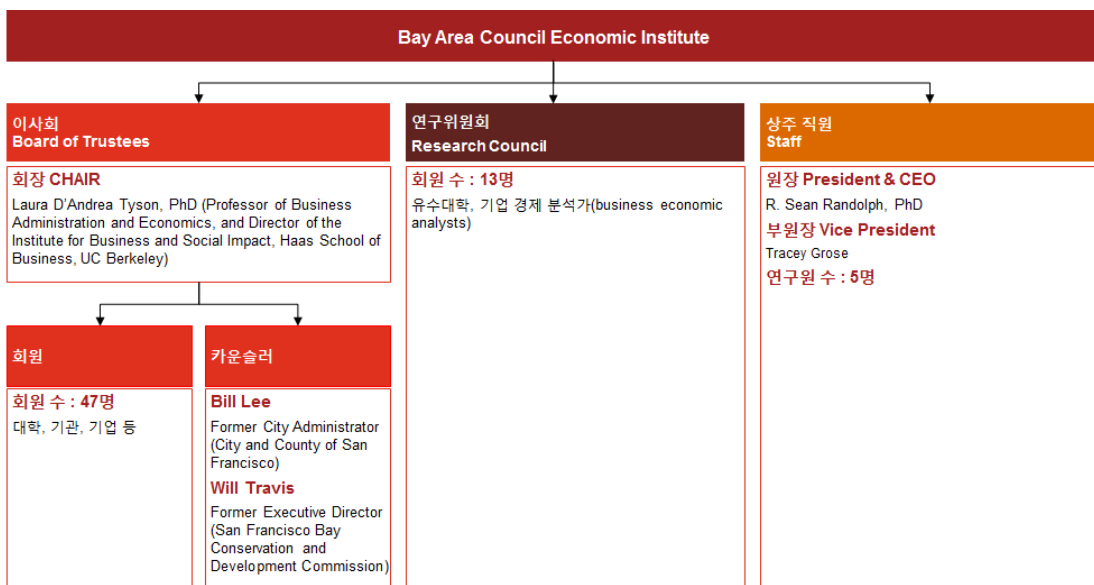 Bay Area Council Economic Institute
이사회
Board of Trustees
회장 CHAIR
Laura D'Andrea Tyson, PhD (Professor of Business
Administration and Economics, and Director of the
Institute for Business and Social Impact, Haas School of
Business, UC Berkeley)
회원
회원 수 : 47명
대학, 기관, 기업 등
카운슬러
Bill Lee
Former City Administrator
(City and County of San
Francisco)
Will Travis
Former Executive Director
(San Francisco Bay
Conservation and
Development Commission)
연구위원회
Research Council
회원 수 : 13명
유수대학, 기업 경제 분석가(business economic
analysts)
상주 직원
Staff
원장 President & CEO
R. Sean Randolph, PhD
부원장 Vice President
Tracey Grose
연구원 수 : 5명